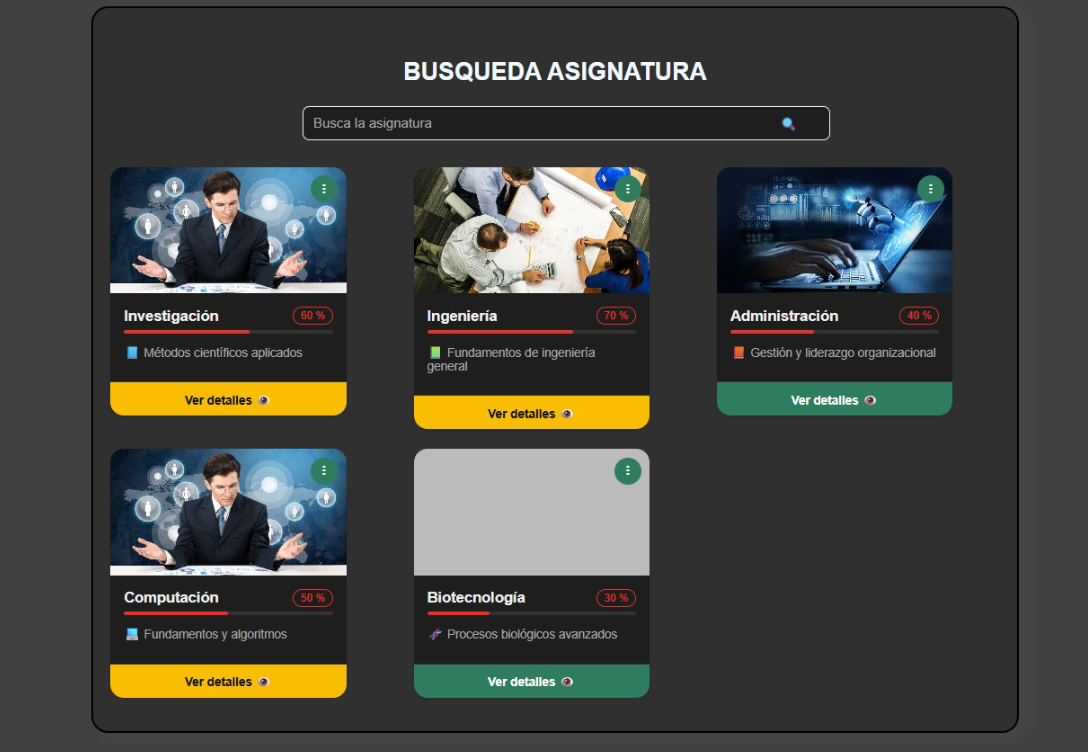 BUSQUEDA ASIGNATURA
Busca la asignatura
Investigación 60 %
Métodos científicos aplicados
Ver detalles
Ingeniería 70 %
Fundamentos de ingeniería
general
Ver detalles
Administración 40 %
Gestión y liderazgo organizacional
Ver detalles
Computación 50 %
Fundamentos y algoritmos
Ver detalles
Biotecnología 30 %
Procesos biológicos avanzados
Ver detalles